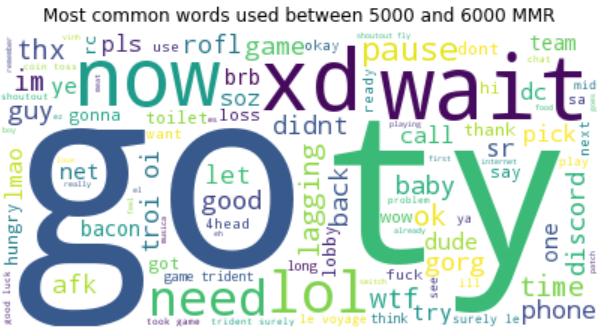 Most common words used between 5000 and 6000 MMR
remember
thx
rc
pls
use
rofl
game
okay
shoutout fly
pause
dont
team
chat
coin toss
im
ye
now
brb
xd
ready
wait
hi
dc
mid
sa
food
shoutout
guy
gonna
soz
loss
didnt
toilet
want
call
thank
pick
next
go
ty
playing
lmao
love
net
really
troi oi
let
good
4head
eh
musica
el
lagging
back
lobby
baby
sr
say
first
internet
play
problem
wow
ok
ya
already
dude
discord
one
hungry
bacon
feel
got
game trident
long
fuck
see
gorg
ill
time
patch
afk
need
lol
wtf
try
switch
phone
good luck
took game
trident surely
le voyage
think
surely le
vinh
boy
ez